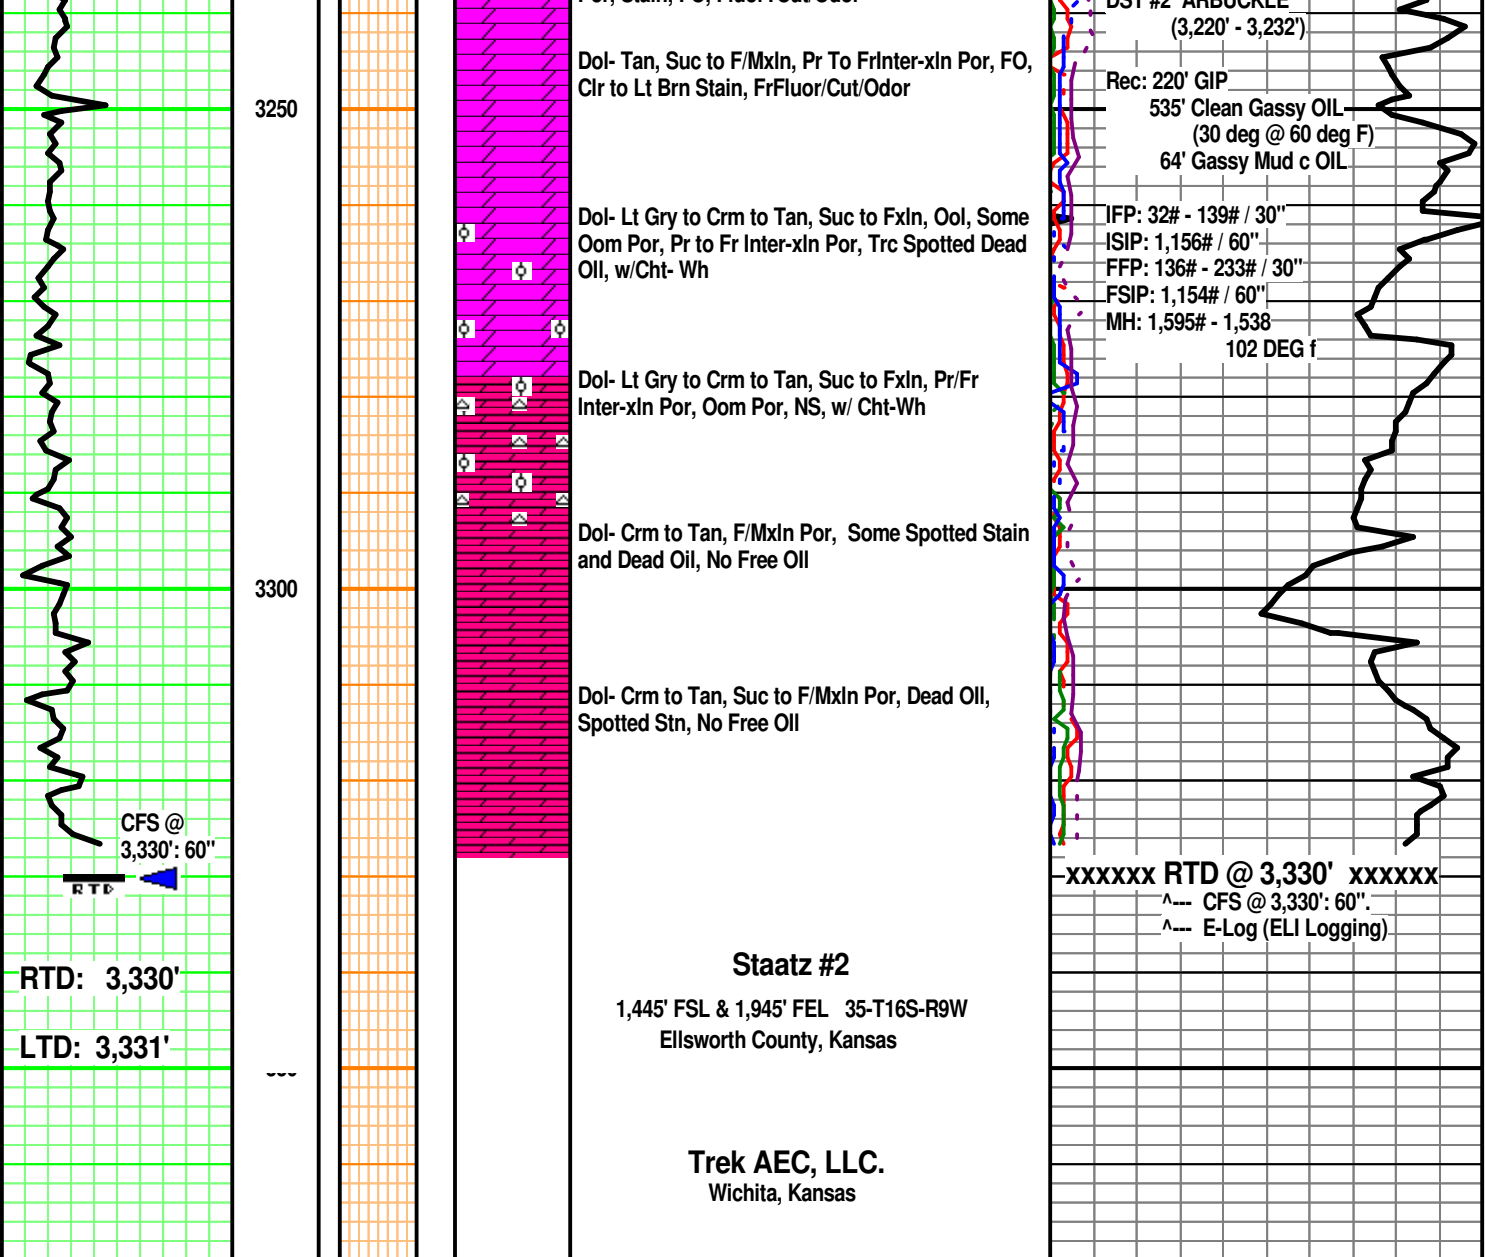 DST #2 ARBUCKLE
(3,220' - 3,232')
Dol- Tan, Suc to F/MxIn, Pr To FrInter-xIn Por, FO,
Clr to Lt Brn Stain, FrFluor/Cut/Odor
Rec: 220' GIP
535' Clean Gassy OIL
(30 deg @ 60 deg F)
64' Gassy Mud c OIL
3250
Dol- Lt Gry to Crm to Tan, Suc to FxIn, Ool, Some
Oom Por, Pr to Fr Inter-xIn Por, Trc Spotted Dead
OIl, w/Cht- Wh
IFP: 32# - 139# / 30"
ISIP: 1,156# / 60"
FFP: 136# - 233# / 30"
FSIP: 1,154# / 60"
MH: 1,595# - 1,538
102 DEG f
Dol- Lt Gry to Crm to Tan, Suc to FxIn, Pr/Fr
Inter-xIn Por, Oom Por, NS, w/ Cht-Wh
Dol- Crm to Tan, F/MxIn Por, Some Spotted Stain
and Dead Oil, No Free OIl
3300
Dol- Crm to Tan, Suc to F/MxIn Por, Dead OIl,
Spotted Stn, No Free OIl
CFS @
3,330': 60"
RTD
xxxxxx RTD @ 3,330' xxxxxx
^--- CFS @ 3,330': 60".
^--- E-Log (ELI Logging)
RTD: 3,330'
LTD: 3,331'
Staatz #2
1,445' FSL & 1,945' FEL 35-T16S-R9W
Ellsworth County, Kansas
Trek AEC, LLC.
Wichita, Kansas